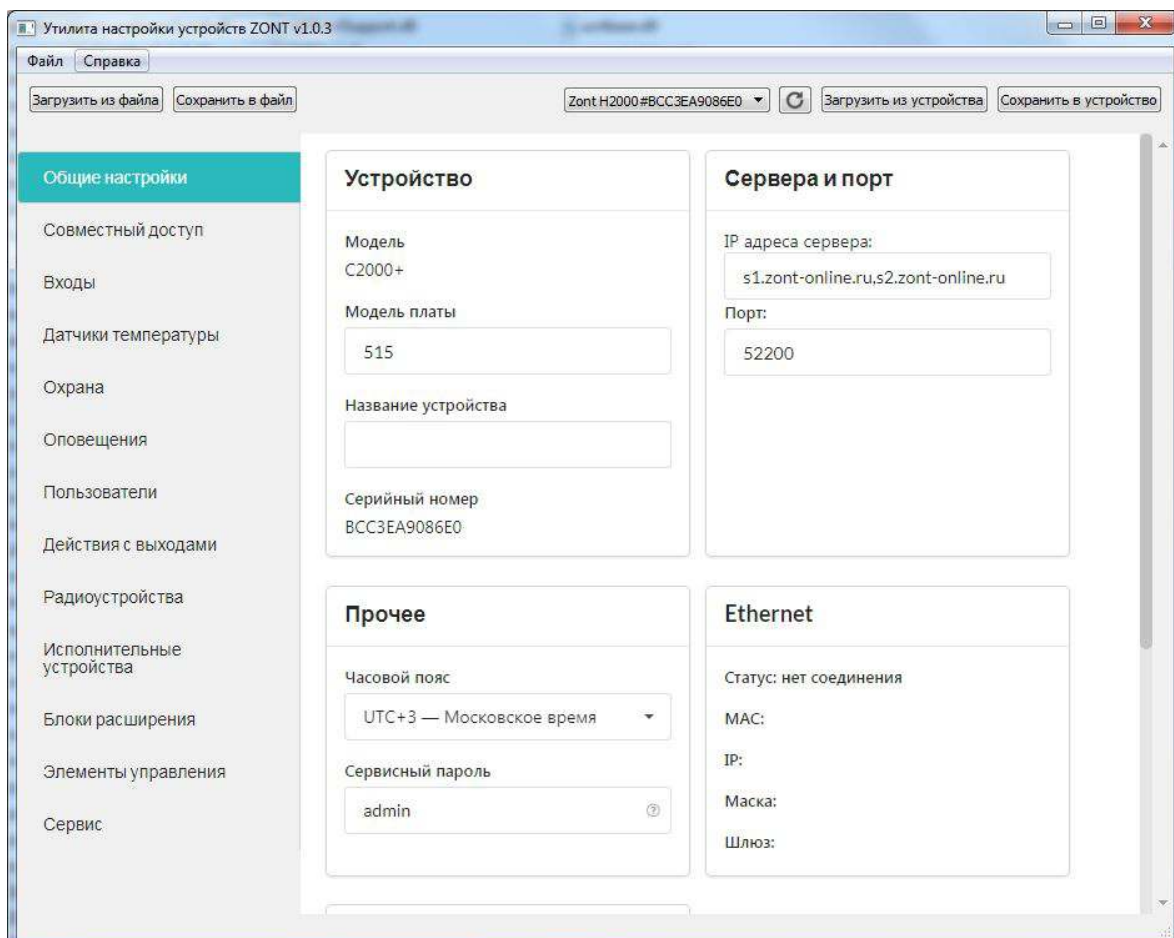 Утилита настройки устройств ZONT v1.0.3
Файл Справка
Загрузить из файла Сохранить в файл Zont H2000#BCC3EA9086E0 Загрузить из устройства Сохранить в устройство
Общие настройки
Совместный доступ
Входы
Датчики температуры
Охрана
Оповещения
Пользователи
Действия с выходами
Радиоустройства
Исполнительные
устройства
Блоки расширения
Элементы управления
Сервис
Устройство
Модель
C2000+
Модель платы
515
Название устройства
Серийный номер
BCC3EA9086E0
Сервера и порт
IP адреса сервера:
s1.zont-online.ru,s2.zont-online.ru
Порт:
52200
Прочее
Часовой пояс
UTC+3 — Московское время
Сервисный пароль
admin
Ethernet
Статус: нет соединения
MAC:
IP:
Маска:
Шлюз: